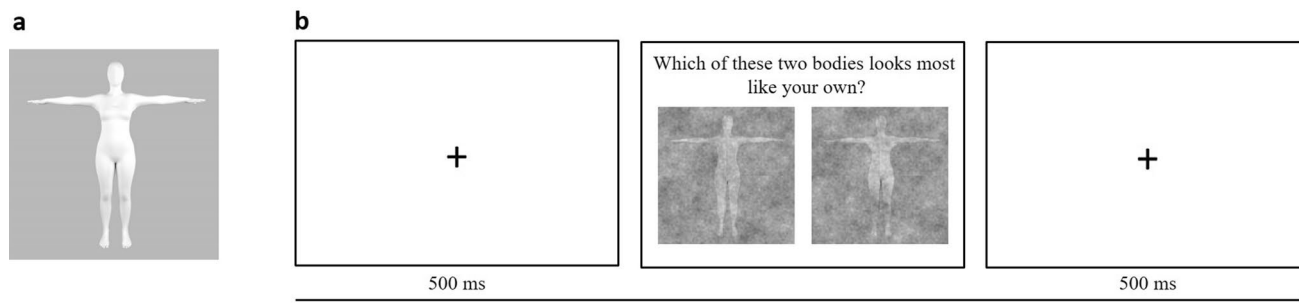 a
b
+
Which of these two bodies looks most
like your own?
+
500 ms
500 ms